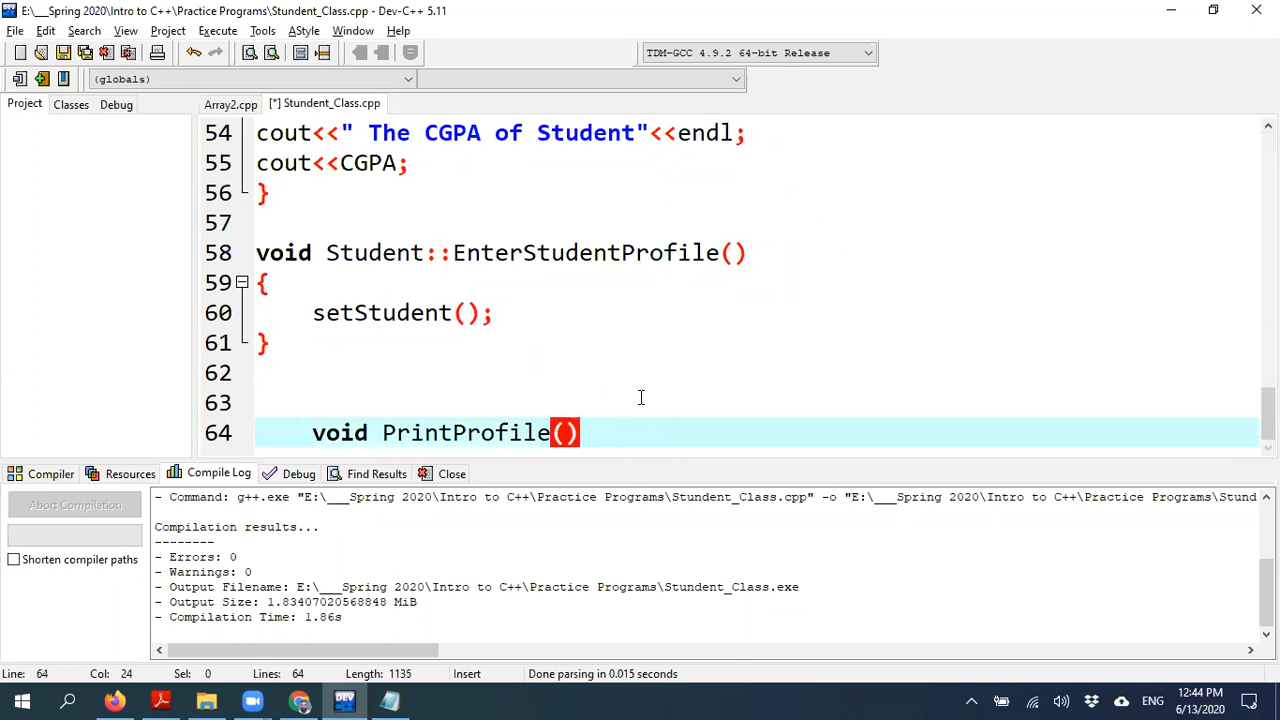 E:\___Spring 2020\Intro to C++\Practice Programs\Stundent_Class.cpp - Dev-C++ 5.11
File Edit Search View Project Execute Tools AStyle Window Help
TDM-GCC 4.9.2 64-bit Release
(globals)
Project Classes Debug Array2.cpp [*] Stundent_Class.cpp
54 cout<<" The CGPA of Student"<<endl;
55 cout<<CGPA;
56 }
57
58 void Student::EnterStudentProfile()
59 {
60 setStudent();
61 }
62
63
64 void PrintProfile()
Compiler Resources Compile Log Debug Find Results Close
Abort Compilation
Shorten compiler paths
- Command: g++.exe "E:\___Spring 2020\Intro to C++\Practice Programs\Stundent_Class.cpp" -o "E:\___Spring 2020\Intro to C++\Practice Programs\Stund
Compilation results...
--------
- Errors: 0
- Warnings: 0
- Output Filename: E:\___Spring 2020\Intro to C++\Practice Programs\Stundent_Class.exe
- Output Size: 1.83407020568848 MiB
- Compilation Time: 1.86s
Line: 64 Col: 24 Sel: 0 Lines: 64 Length: 1135 Insert Done parsing in 0.015 seconds
DEV
ENG
12:44 PM
6/13/2020